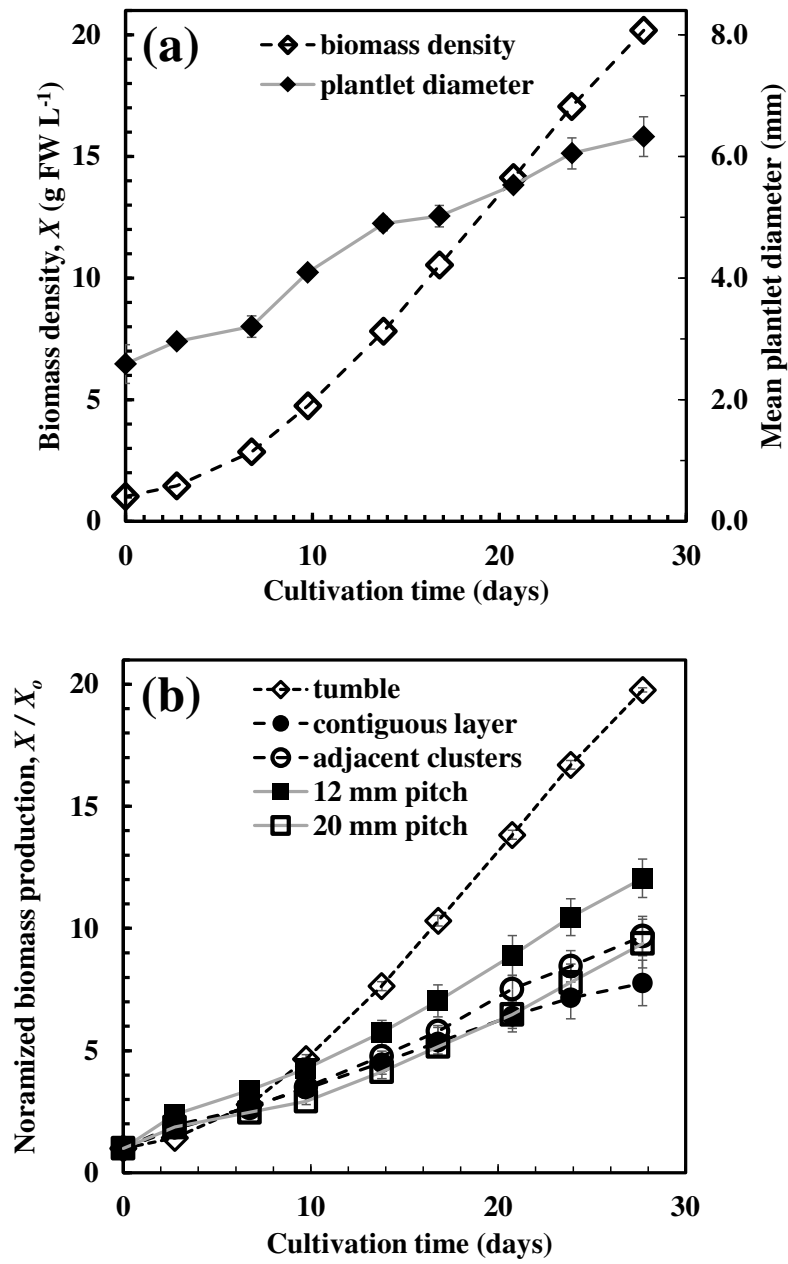 (a)
biomass density
plantlet diameter
Biomass density, X (g FW L-1)
20
15
10
5
0
8.0
6.0
4.0
2.0
0.0
Mean plantlet diameter (mm)
0 10 20 30
Cultivation time (days)
(b)
tumble
contiguous layer
adjacent clusters
12 mm pitch
20 mm pitch
Noramized biomass production, X / Xo
20
15
10
5
0
0 10 20 30
Cultivation time (days)